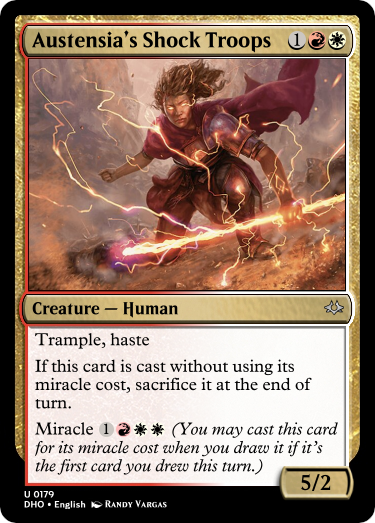 Austensia's Shock Troops 1
Creature — Human
Trample, haste
If this card is cast without using its
miracle cost, sacrifice it at the end of
turn.
Miracle 1 (You may cast this card
for its miracle cost when you draw it if it's
the first card you drew this turn.)
5/2
U 0179
DHO • English Randy Vargas